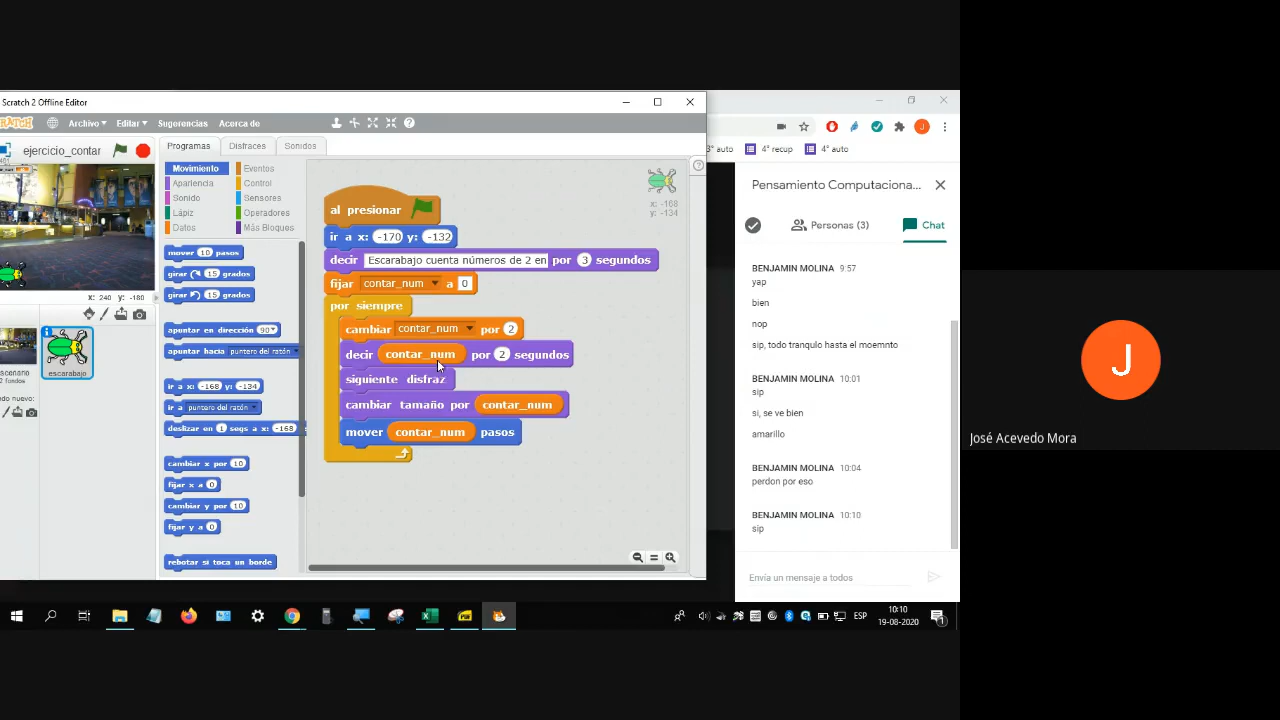 Scratch 2 Offline Editor
Archivo Editar Sugerencias Acerca de
ejercicio_contar
x: 240 y: -180
escarabajo
escenario
2 fondos
Programas Disfraces Sonidos
Movimiento Eventos
Apariencia Control
Sonido Sensores
Lápiz Operadores
Datos Más Bloques
mover 10 pasos
girar 15 grados
girar 15 grados
apuntar en dirección 90
apuntar hacia puntero del ratón
ir a x: -168 y: -134
ir a puntero del ratón
deslizar en 1 segs a x: -168
cambiar x por 10
fijar x a 0
cambiar y por 10
fijar y a 0
rebotar si toca un borde
x: -168
y: -134
al presionar
ir a x: -170 y: -132
decir Escarabajo cuenta números de 2 en por 3 segundos
fijar contar_num a 0
por siempre
cambiar contar_num por 2
decir contar_num por 2 segundos
siguiente disfraz
cambiar tamaño por contar_num
mover contar_num pasos
3° auto 4° recup 4° auto
Pensamiento Computaciona...
Personas (3) Chat
BENJAMIN MOLINA 9:57
yap
bien
nop
sip, todo tranqulo hasta el moemnto
BENJAMIN MOLINA 10:01
sip
si, se ve bien
amarillo
BENJAMIN MOLINA 10:04
perdon por eso
BENJAMIN MOLINA 10:10
sip
Envía un mensaje a todos
J
José Acevedo Mora
ESP
10:10
19-08-2020